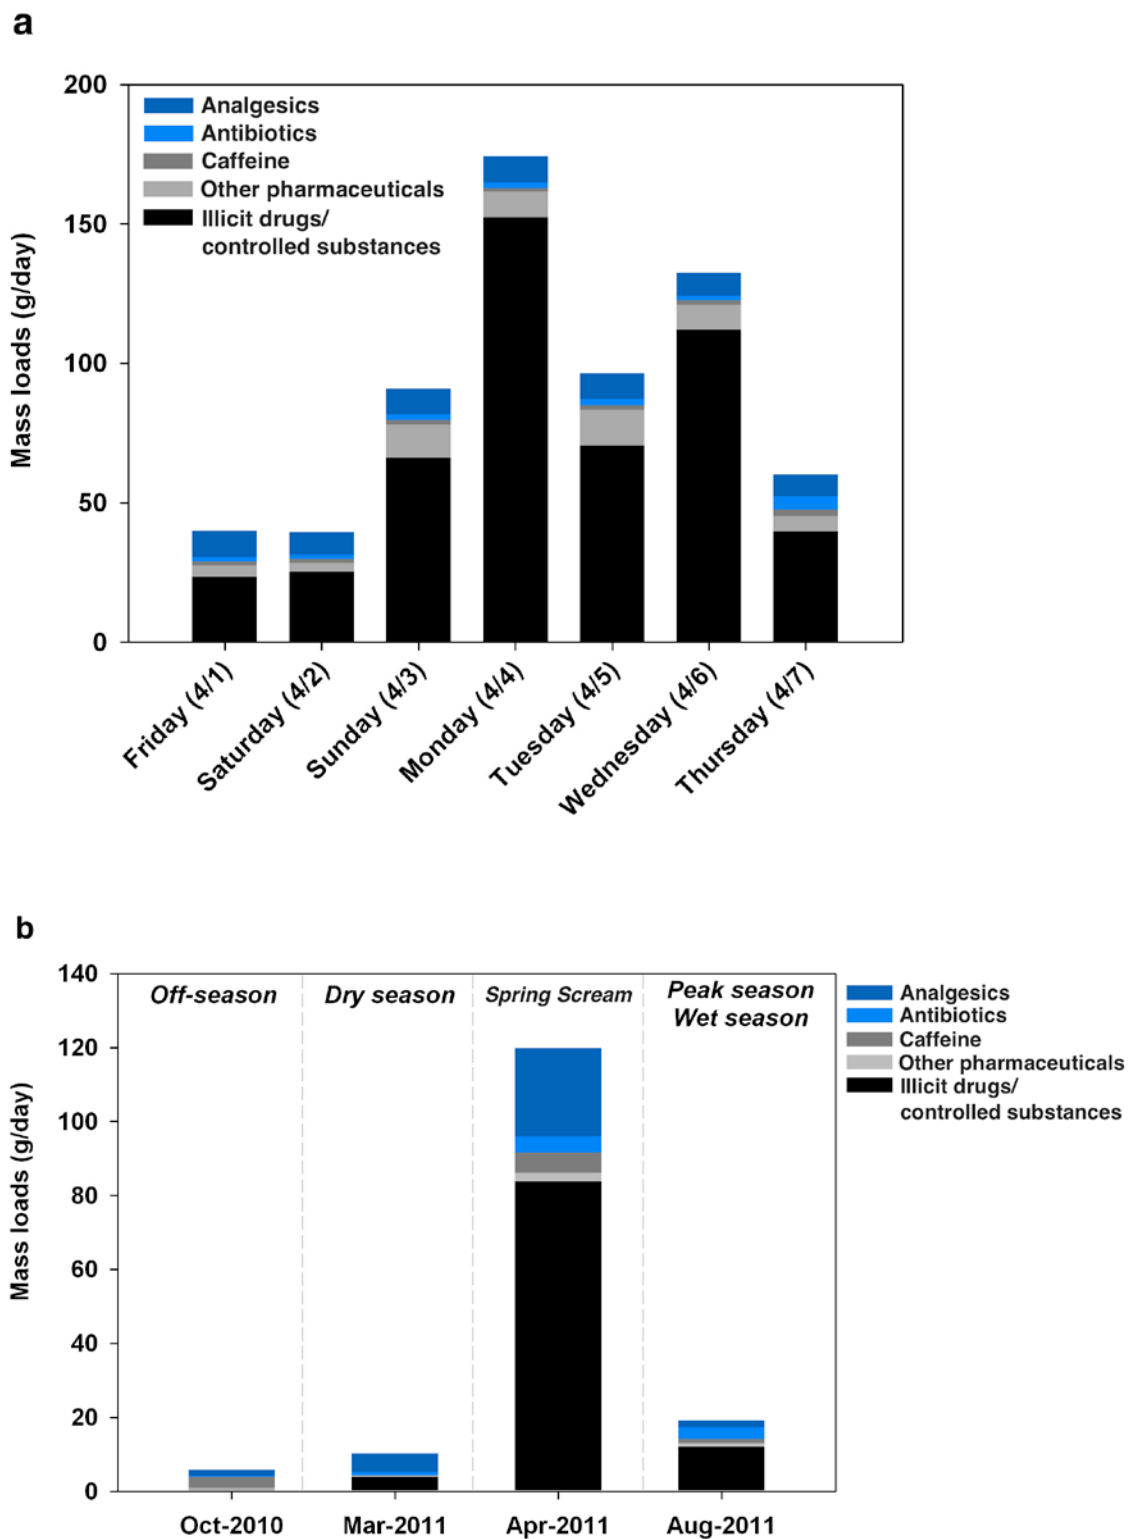 a
200
150
100
50
0
Mass loads (g/day)
Analgesics
Antibiotics
Caffeine
Other pharmaceuticals
Illicit drugs/
controlled substances
Friday (4/1)
Saturday (4/2)
Sunday (4/3)
Monday (4/4)
Tuesday (4/5)
Wednesday (4/6)
Thursday (4/7)
b
140
120
100
80
60
40
20
0
Mass loads (g/day)
Off-season
Dry season
Spring Scream
Peak season
Wet season
Analgesics
Antibiotics
Caffeine
Other pharmaceuticals
Illicit drugs/
controlled substances
Oct-2010
Mar-2011
Apr-2011
Aug-2011